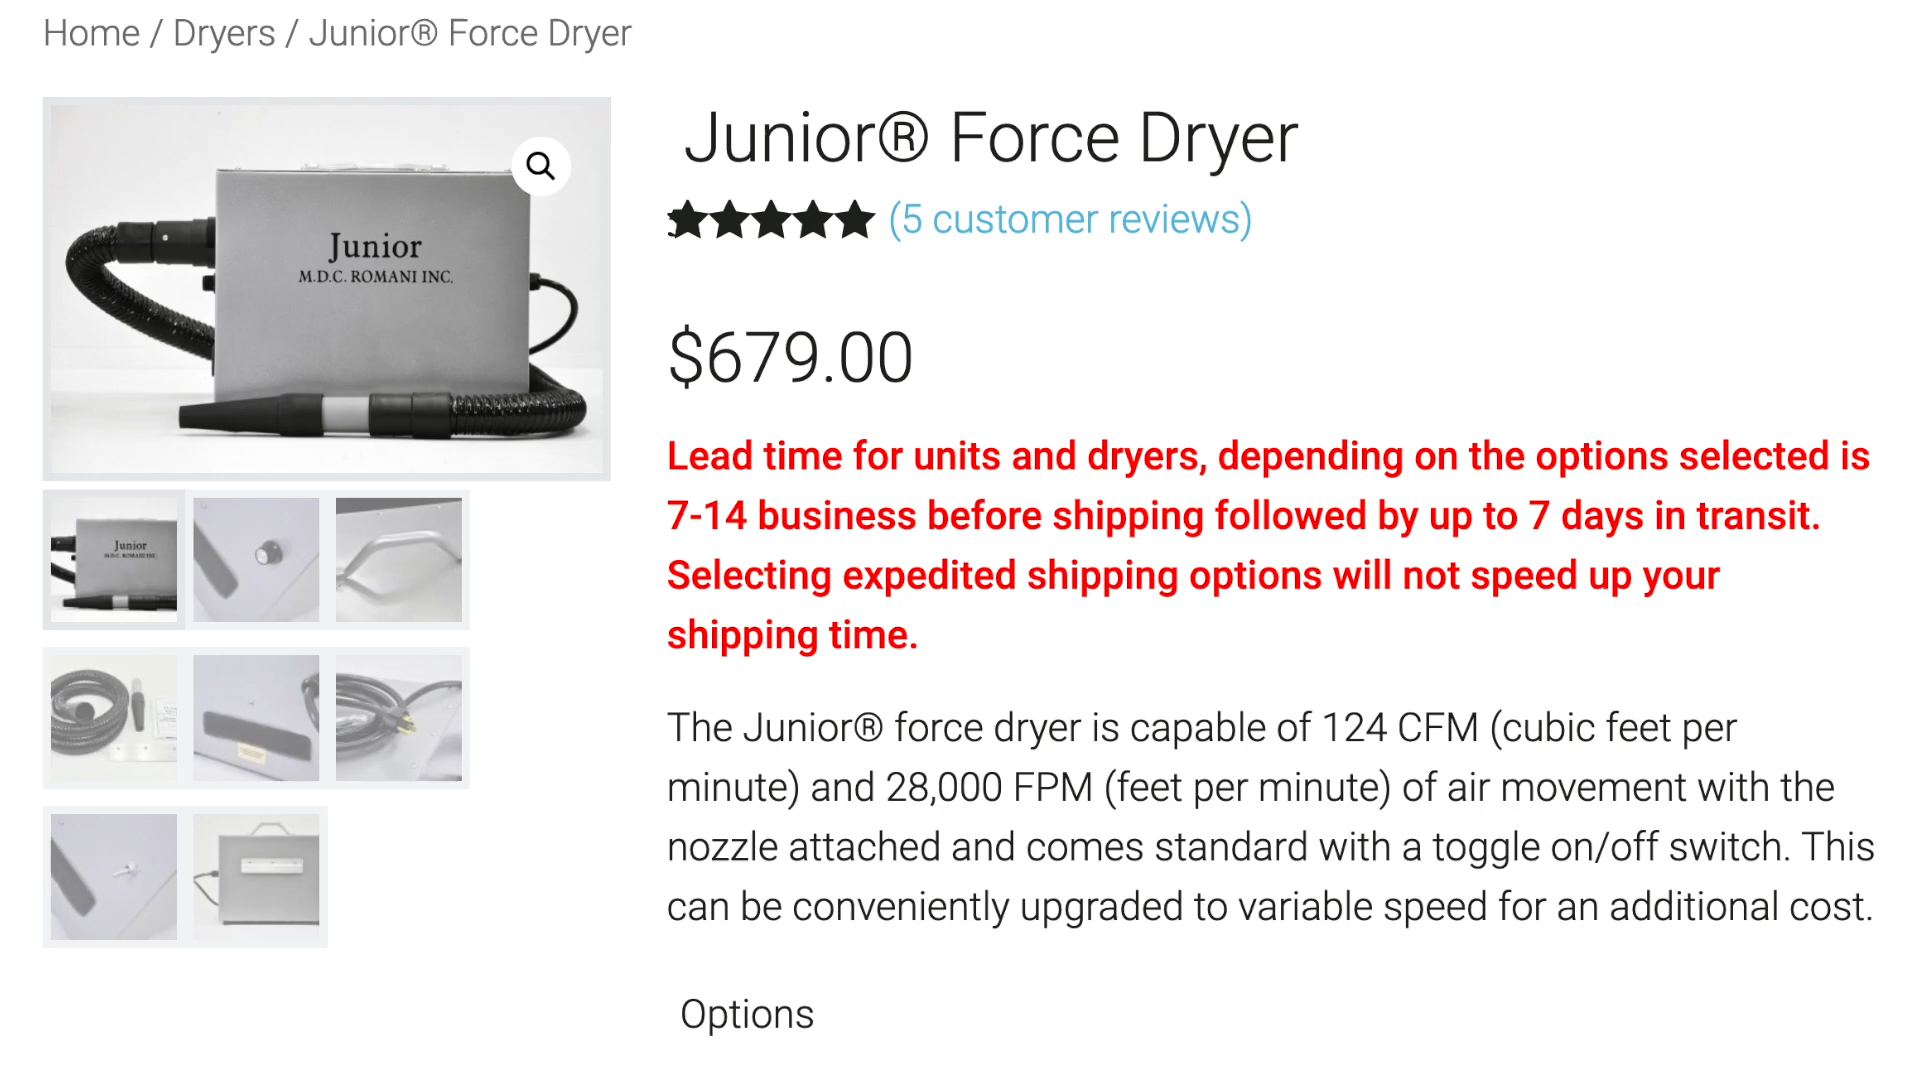 Home / Dryers / Junior® Force Dryer
Junior
M.D.C. ROMANI INC.
Junior
M.D.C. ROMANI INC.
Junior® Force Dryer
(5 customer reviews)
$679.00
Lead time for units and dryers, depending on the options selected is
7-14 business before shipping followed by up to 7 days in transit.
Selecting expedited shipping options will not speed up your
shipping time.
The Junior® force dryer is capable of 124 CFM (cubic feet per
minute) and 28,000 FPM (feet per minute) of air movement with the
nozzle attached and comes standard with a toggle on/off switch. This
can be conveniently upgraded to variable speed for an additional cost.
Options